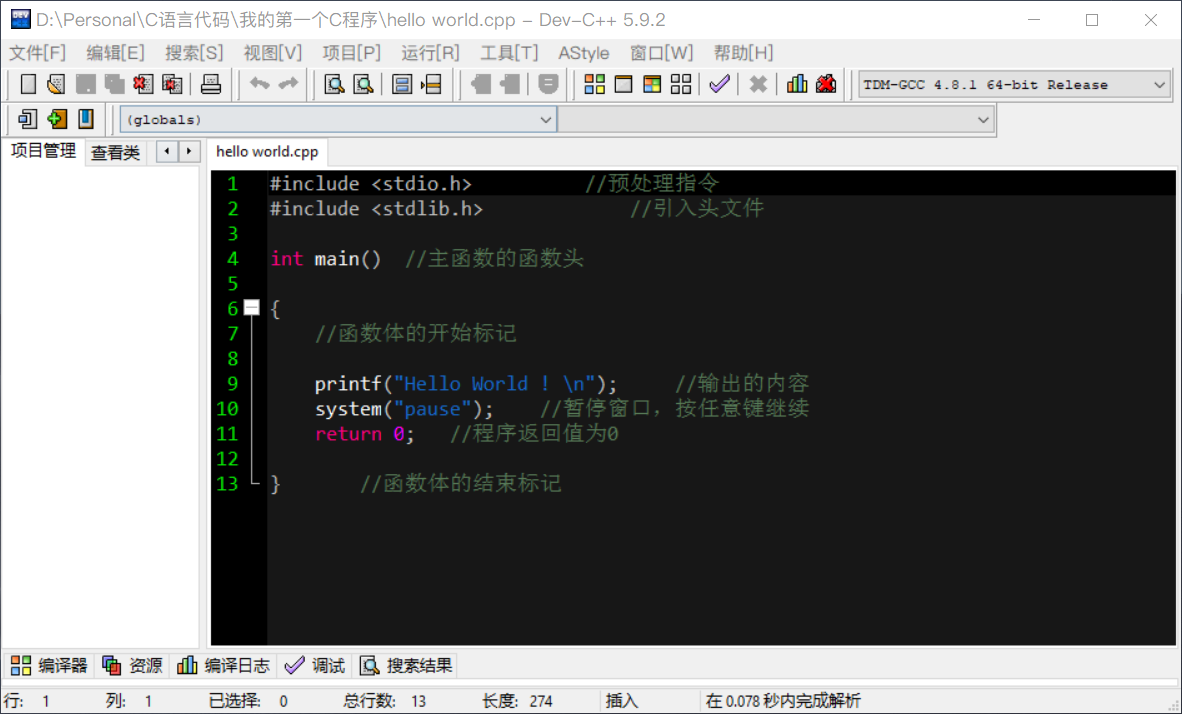 D:\Personal\C语言代码\我的第一个C程序\hello world.cpp - Dev-C++ 5.9.2
文件[F] 编辑[E] 搜索[S] 视图[V] 项目[P] 运行[R] 工具[T] AStyle 窗口[W] 帮助[H]
TDM-GCC 4.8.1 64-bit Release
(globals)
项目管理 查看类 hello world.cpp
1 #include <stdio.h> //预处理指令
2 #include <stdlib.h> //引入头文件
3
4 int main() //主函数的函数头
5
6 {
7 //函数体的开始标记
8
9 printf("Hello World ! \n"); //输出的内容
10 system("pause"); //暂停窗口，按任意键继续
11 return 0; //程序返回值为0
12
13 } //函数体的结束标记
编译器 资源 编译日志 调试 搜索结果
行: 1 列: 1 已选择: 0 总行数: 13 长度: 274 插入 在 0.078 秒内完成解析